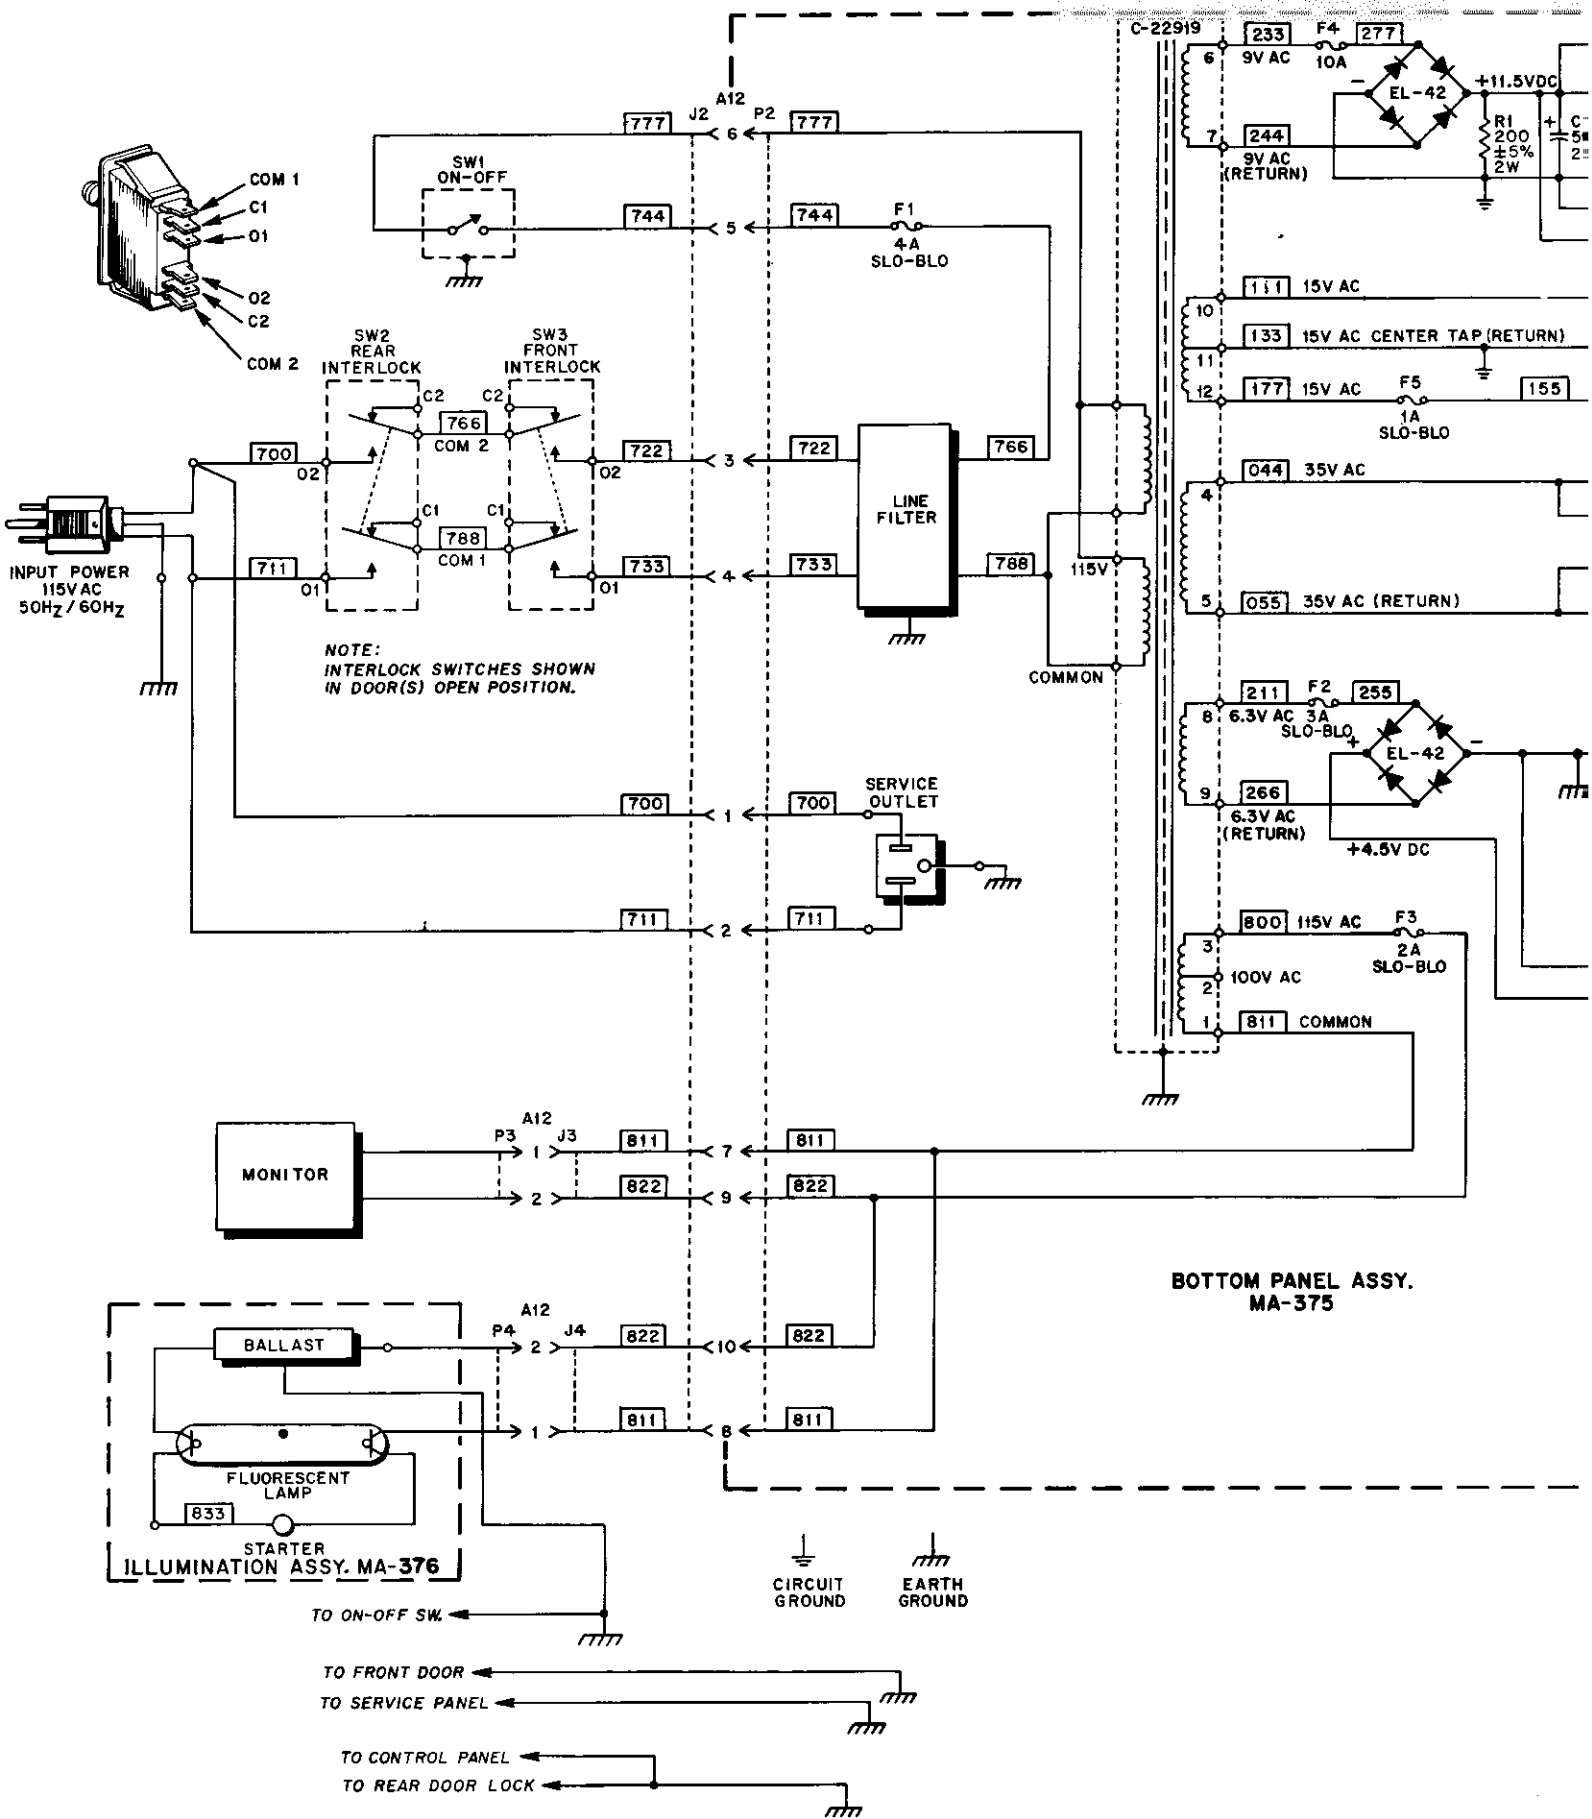 C-22919
233
F4
277
6
9V AC
10A
A12
J2
P2
777
6
777
- EL-42
+11.5VDC
R1
200
±5%
2W
+
7
244
9V AC
(RETURN)
SW1
ON-OFF
744
5
744
F1
4A
SLO-BLO
COM 1
C1
O1
O2
C2
COM 2
10
111
15V AC
11
133
15V AC CENTER TAP (RETURN)
12
177
15V AC
F5
1A
SLO-BLO
155
SW2
REAR
INTERLOCK
SW3
FRONT
INTERLOCK
C2
C2
766
COM 2
700
O2
O2
722
3
722
766
LINE
FILTER
C1
C1
788
COM 1
711
O1
O1
733
4
733
788
115V
COMMON
4
044
35V AC
5
055
35V AC (RETURN)
INPUT POWER
115V AC
50Hz / 60Hz
NOTE:
INTERLOCK SWITCHES SHOWN
IN DOOR(S) OPEN POSITION.
8
211
F2
255
6.3V AC
3A
SLO-BLO
+ EL-42 -
9
266
6.3V AC
(RETURN)
+4.5V DC
700
1
700
SERVICE
OUTLET
711
2
711
3
800
115V AC
F3
2A
SLO-BLO
2
100V AC
1
811
COMMON
MONITOR
A12
P3
1
J3
811
7
811
2
822
9
822
BOTTOM PANEL ASSY.
MA-375
A12
P4
2
J4
822
10
822
BALLAST
1
811
8
811
FLUORESCENT
LAMP
833
STARTER
ILLUMINATION ASSY. MA-376
CIRCUIT
GROUND
EARTH
GROUND
TO ON-OFF SW.
TO FRONT DOOR
TO SERVICE PANEL
TO CONTROL PANEL
TO REAR DOOR LOCK